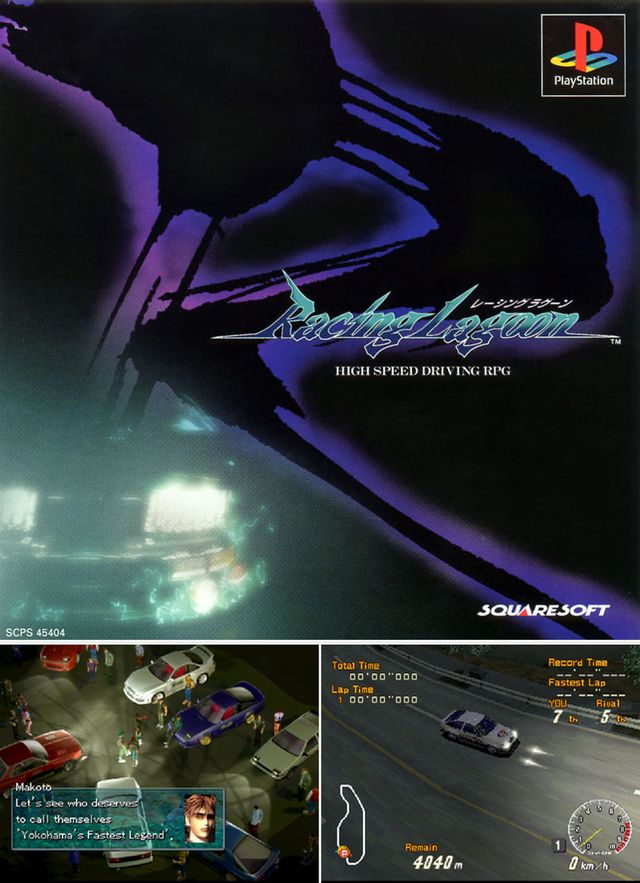 PlayStation
レーシングラグーン
Racing Lagoon TM
HIGH SPEED DRIVING RPG
SQUARESOFT
SCPS 45404
Makoto
Let's see who deserves
to call themselves
'Yokohama's Fastest Legend'.
Total Time
00'00"000
Lap Time
1 00'00"000
Record Time
--'--"---
Fastest Lap
--'--"---
YOU Rival
7th 5th
Remain
4040 m
1
0 km/h